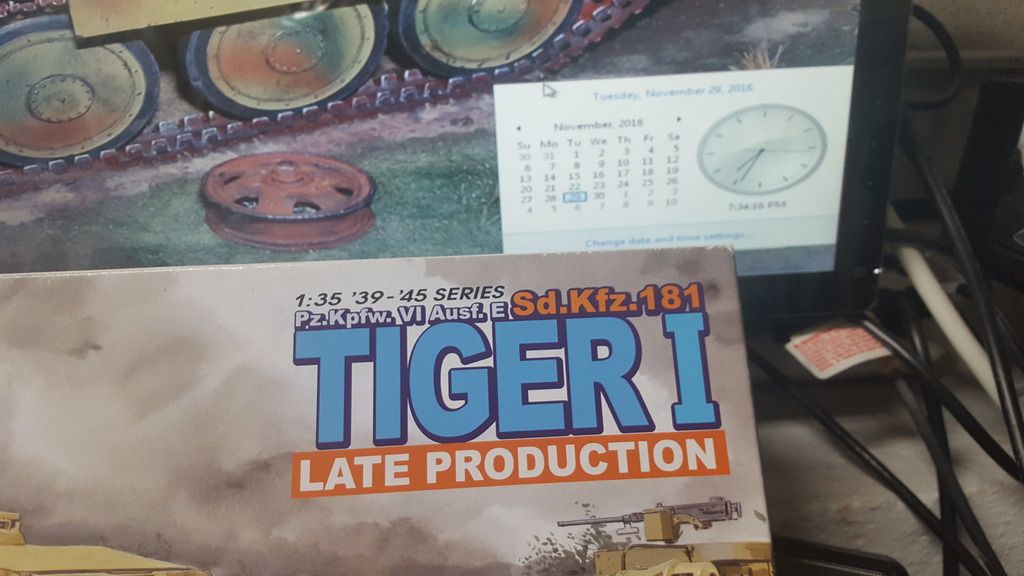 Tuesday, November 29, 2016
November, 2016
Su Mo Tu We Th Fr Sa
30 31 1 2 3 4 5
6 7 8 9 10 11 12
13 14 15 16 17 18 19
20 21 22 23 24 25 26
27 28 29 30 1 2 3
4 5 6 7 8 9 10
7:34:16 PM
Change date and time settings...
1:35 '39-'45 SERIES
Pz.Kpfw. VI Ausf. E Sd.Kfz.181
TIGER I
LATE PRODUCTION